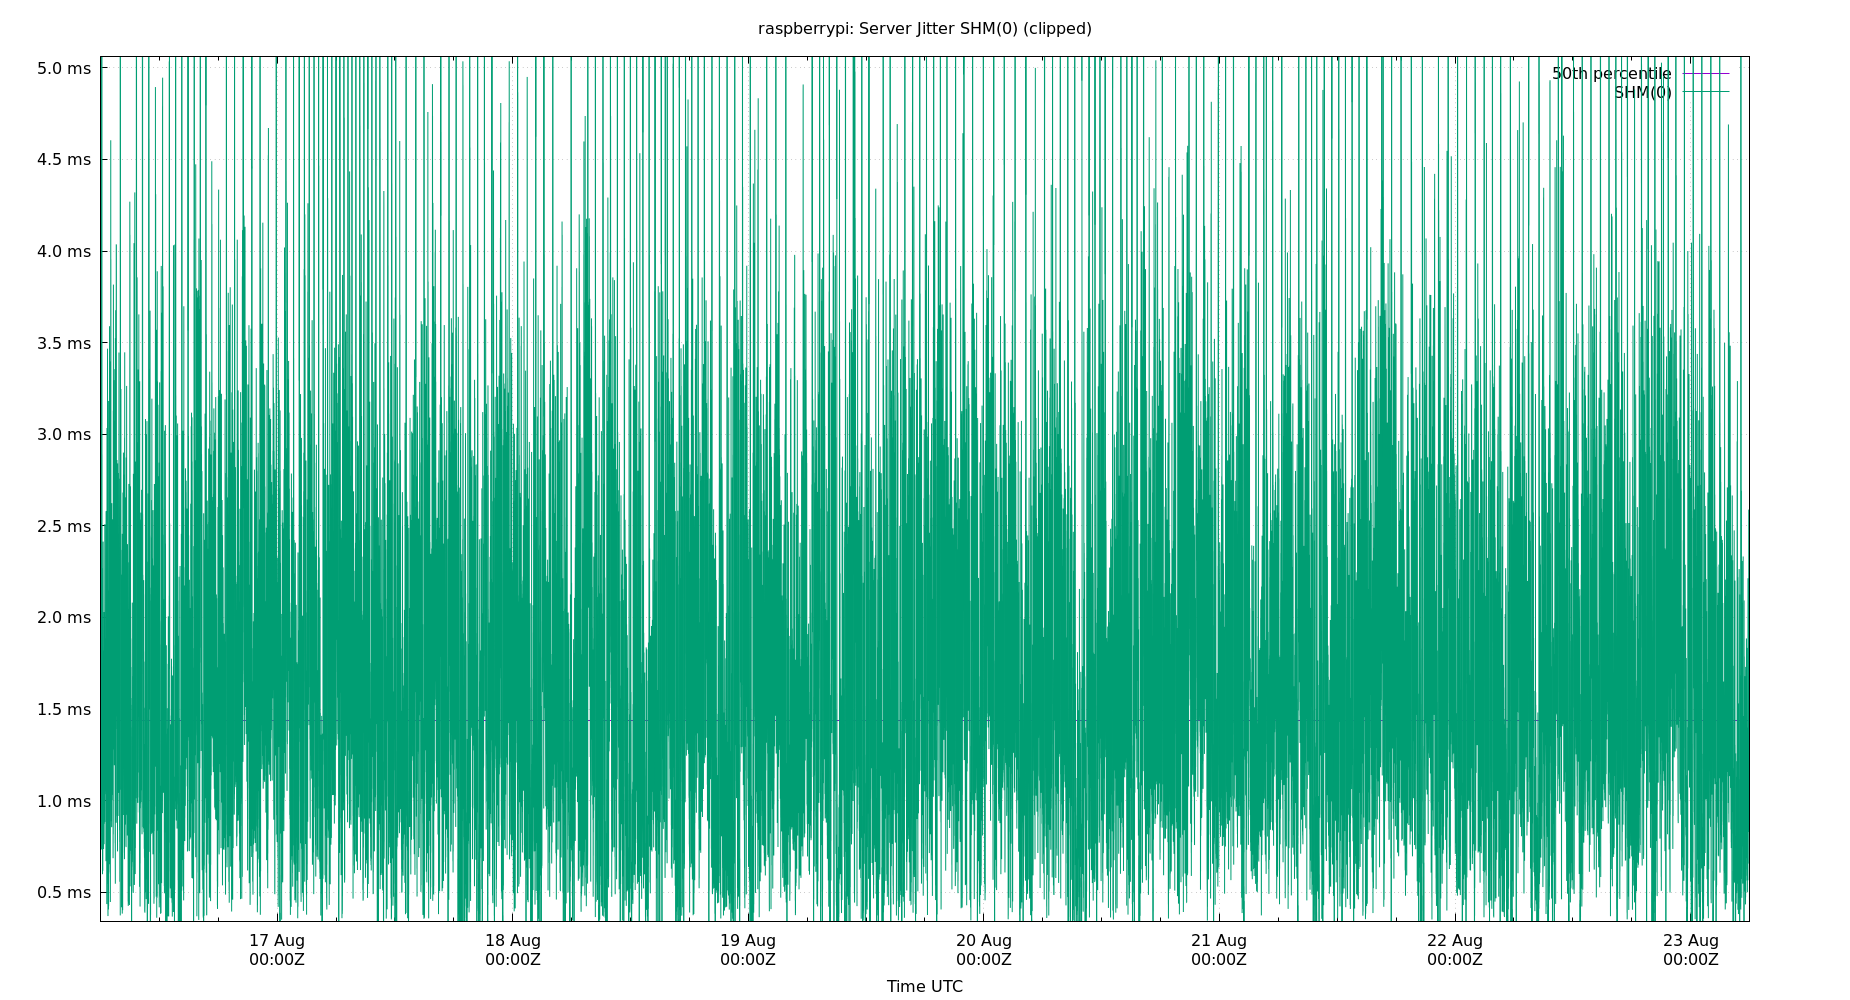 raspberrypi: Server Jitter SHM(0) (clipped)
5.0 ms
50th percentile
SHM(0)
4.5 ms
4.0 ms
3.5 ms
3.0 ms
2.5 ms
2.0 ms
1.5 ms
1.0 ms
0.5 ms
17 Aug 18 Aug 19 Aug 20 Aug 21 Aug 22 Aug 23 Aug
00:00Z 00:00Z 00:00Z 00:00Z 00:00Z 00:00Z 00:00Z
Time UTC